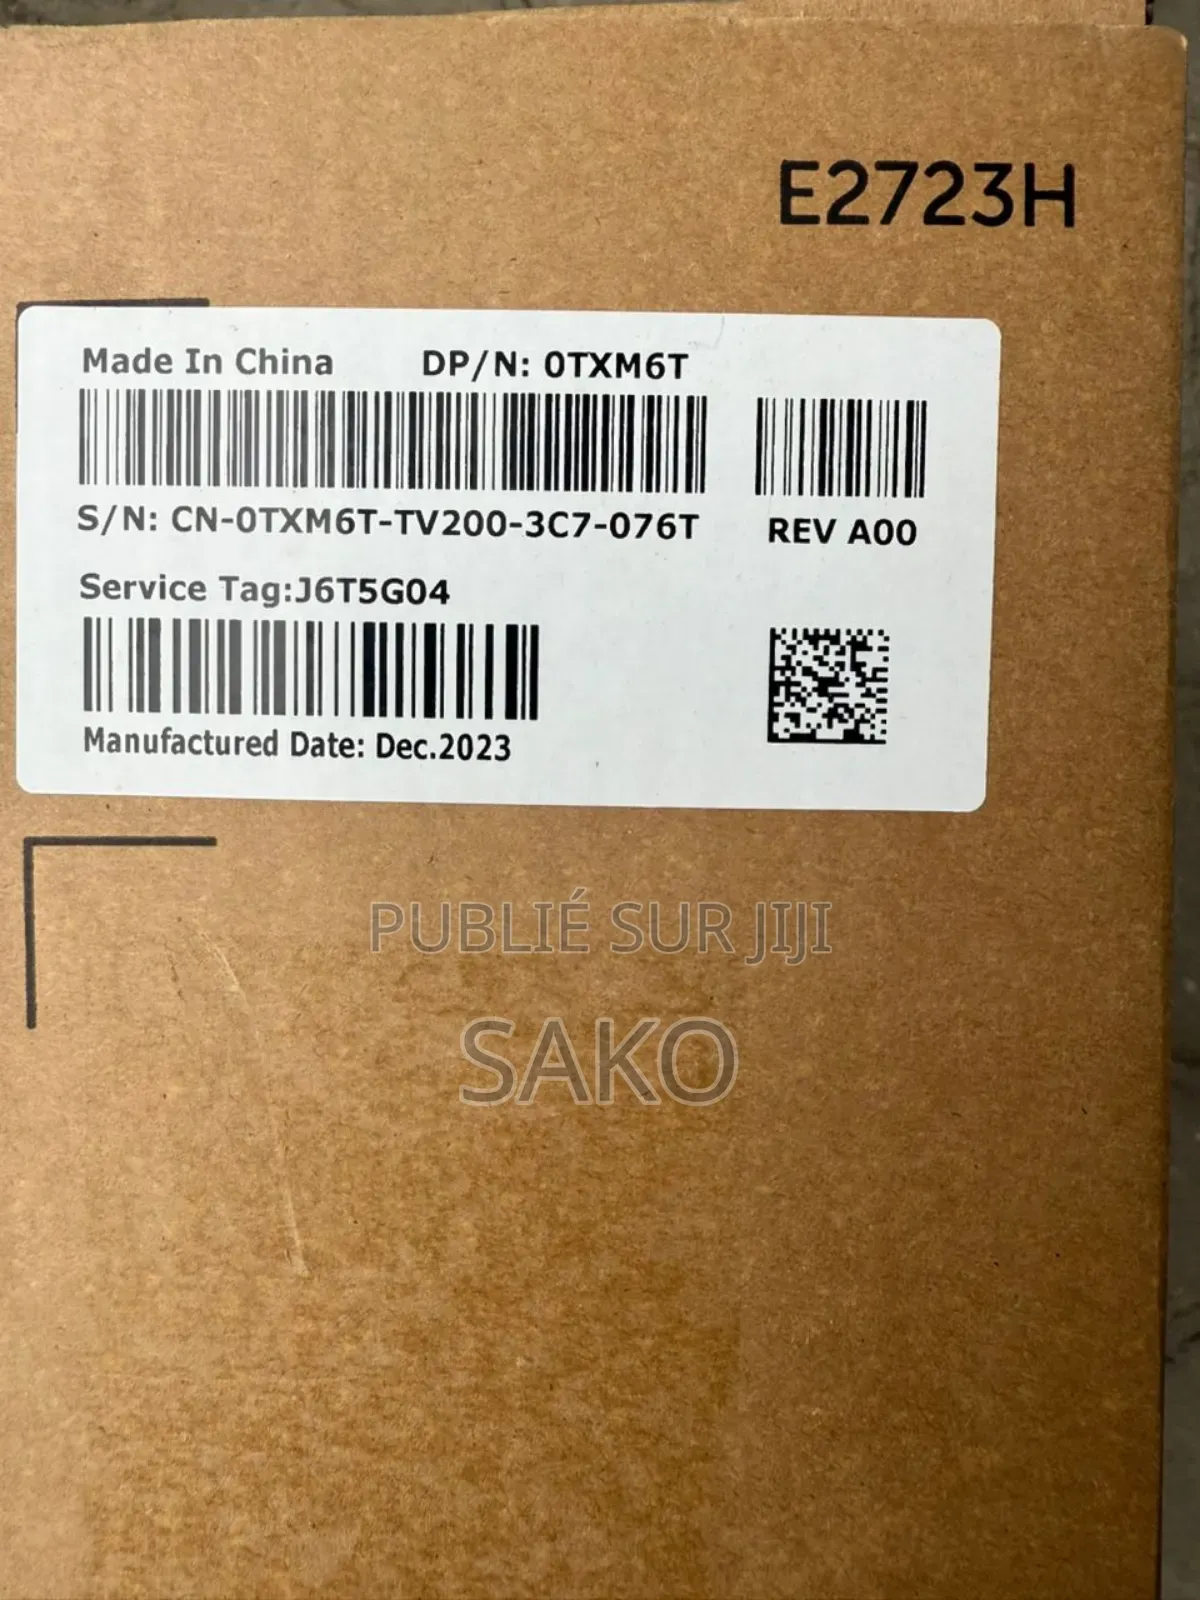 E2723H
Made In China DP/N: 0TXM6T
S/N: CN-0TXM6T-TV200-3C7-076T REV A00
Service Tag:J6T5G04
Manufactured Date: Dec.2023
PUBLIÉ SUR JIJI
SAKO